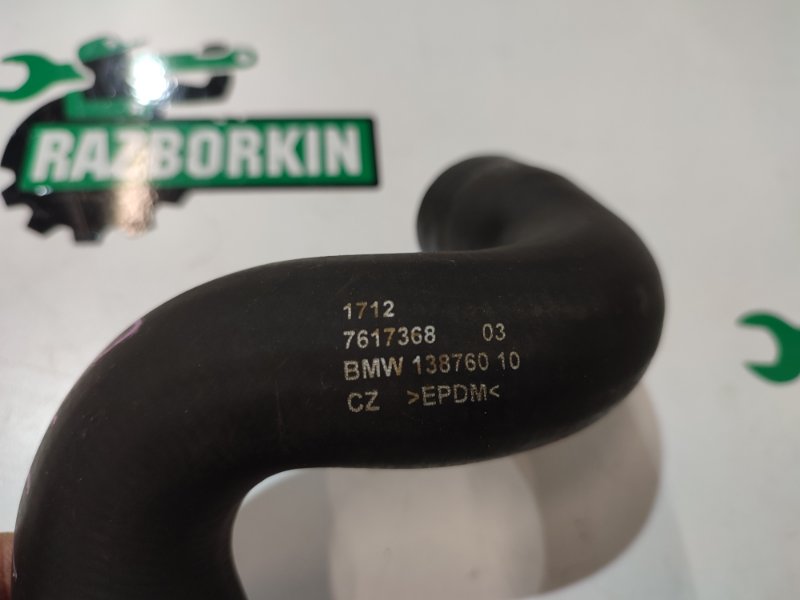 RAZBORKIN
1712
7617368 03
BMW 138760 10
CZ >EPDM<